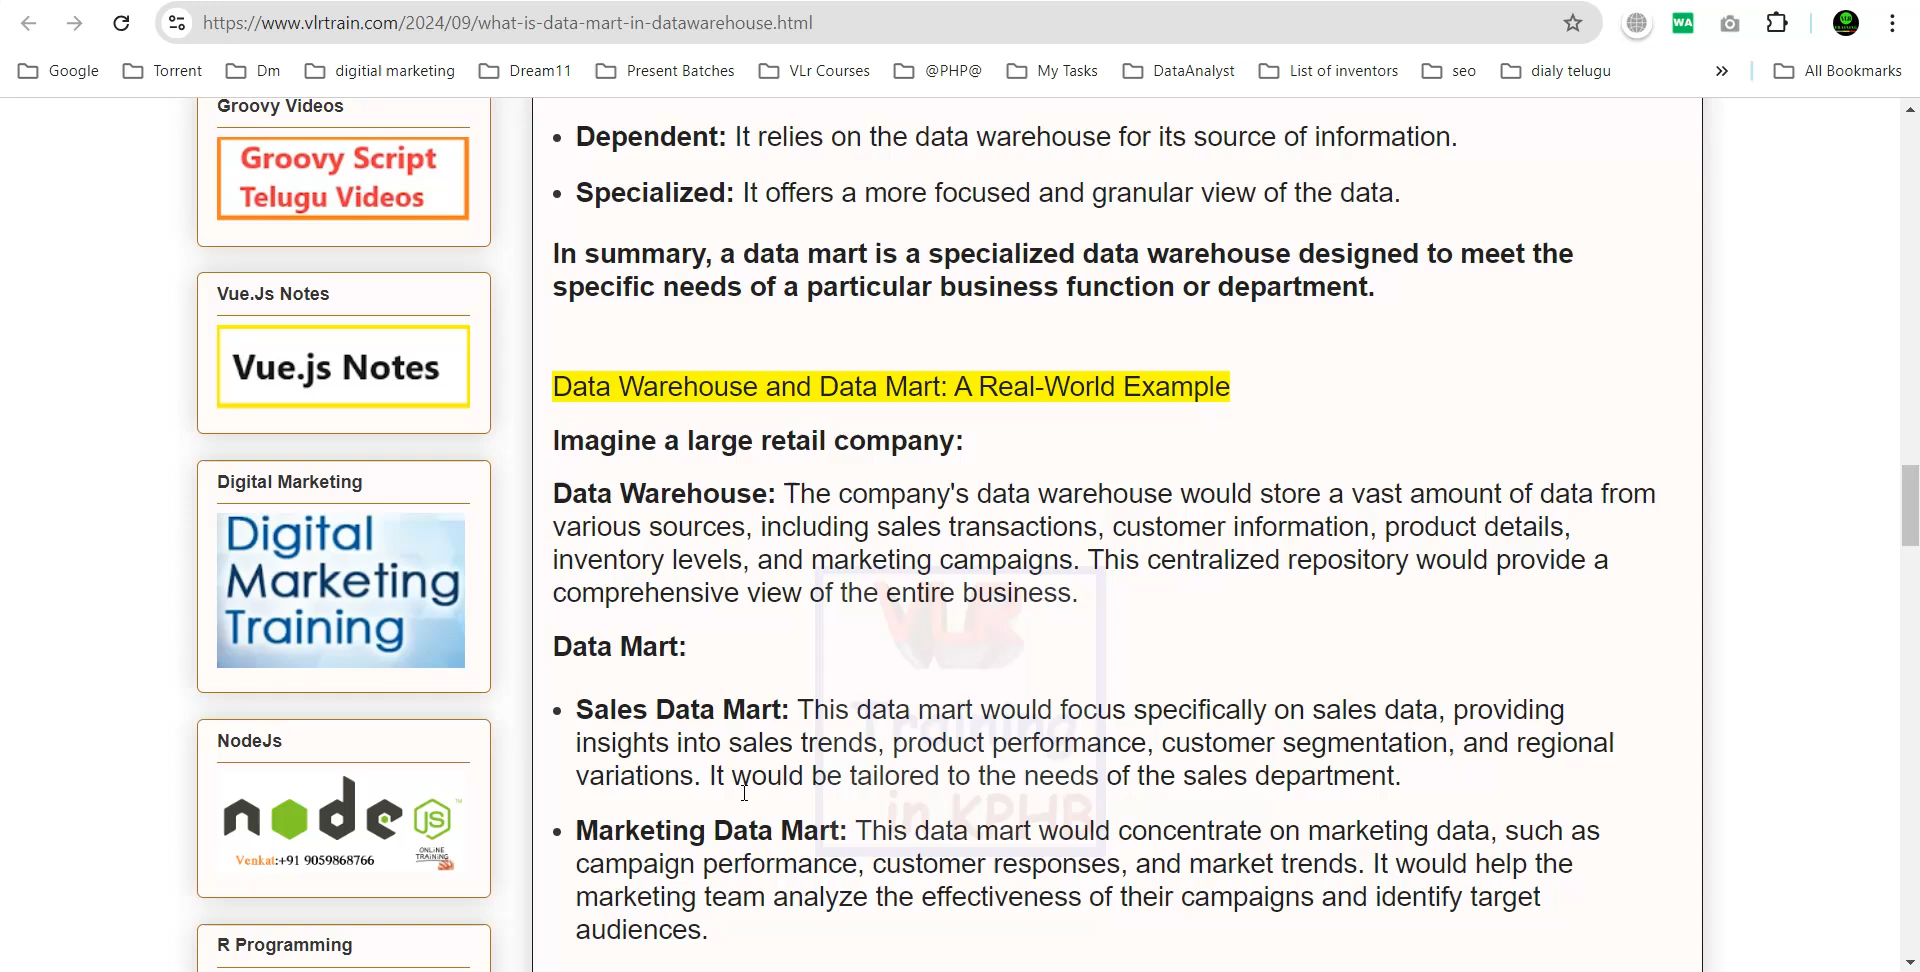 https://www.vlrtrain.com/2024/09/what-is-data-mart-in-datawarehouse.html
WA
Google
Torrent
Dm
digitial marketing
Dream11
Present Batches
VLr Courses
@PHP@
My Tasks
DataAnalyst
List of inventors
seo
dialy telugu
»
All Bookmarks
Groovy Videos
Groovy Script
Telugu Videos
Vue.Js Notes
Vue.js Notes
Digital Marketing
Digital
Marketing
Training
NodeJs
node
JS
Venkat:+91 9059868766
ONLINE
TRAINING
R Programming
• Dependent: It relies on the data warehouse for its source of information.
• Specialized: It offers a more focused and granular view of the data.
In summary, a data mart is a specialized data warehouse designed to meet the
specific needs of a particular business function or department.
Data Warehouse and Data Mart: A Real-World Example
Imagine a large retail company:
Data Warehouse: The company's data warehouse would store a vast amount of data from
various sources, including sales transactions, customer information, product details,
inventory levels, and marketing campaigns. This centralized repository would provide a
comprehensive view of the entire business.
Data Mart:
• Sales Data Mart: This data mart would focus specifically on sales data, providing
insights into sales trends, product performance, customer segmentation, and regional
variations. It would be tailored to the needs of the sales department.
• Marketing Data Mart: This data mart would concentrate on marketing data, such as
campaign performance, customer responses, and market trends. It would help the
marketing team analyze the effectiveness of their campaigns and identify target
audiences.
VLR
Training
in KPHB